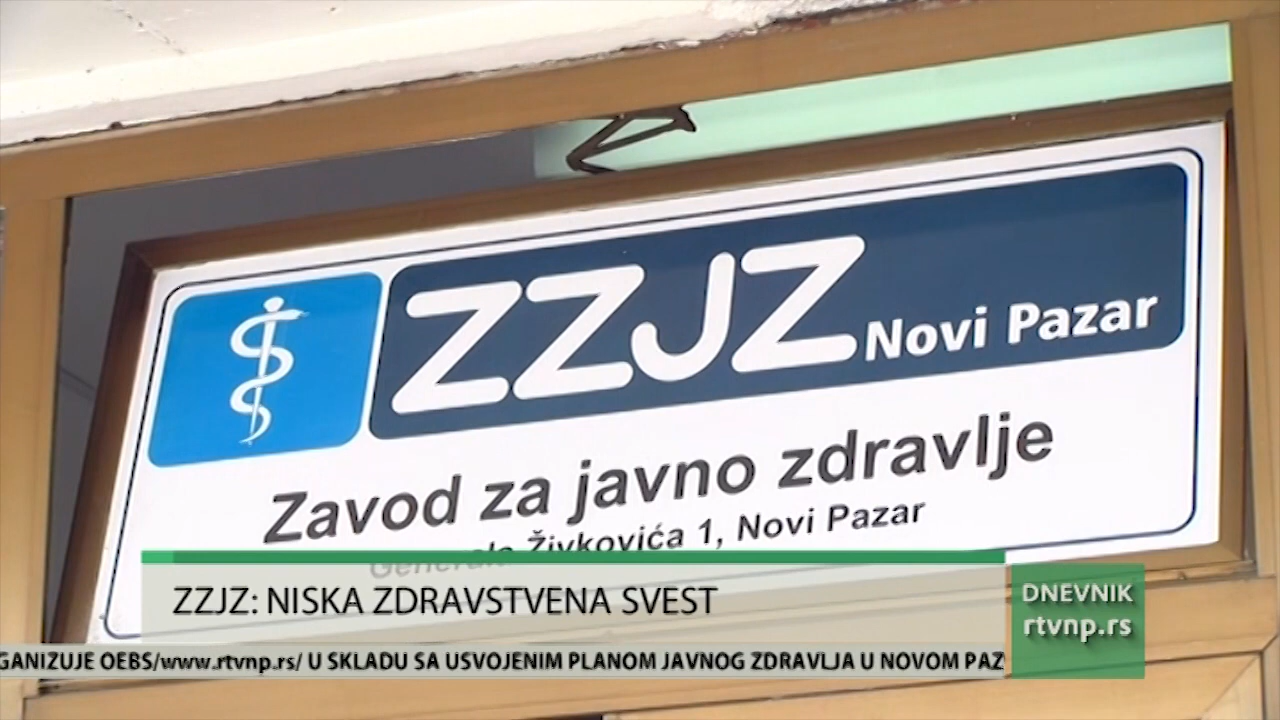 ZZJZ Novi Pazar
Zavod za javno zdravlje
Generala Živkovića 1, Novi Pazar
ZZJZ: NISKA ZDRAVSTVENA SVEST
DNEVNIK
rtvnp.rs
GANIZUJE OEBS/www.rtvnp.rs/ U SKLADU SA USVOJENIM PLANOM JAVNOG ZDRAVLJA U NOVOM PAZ